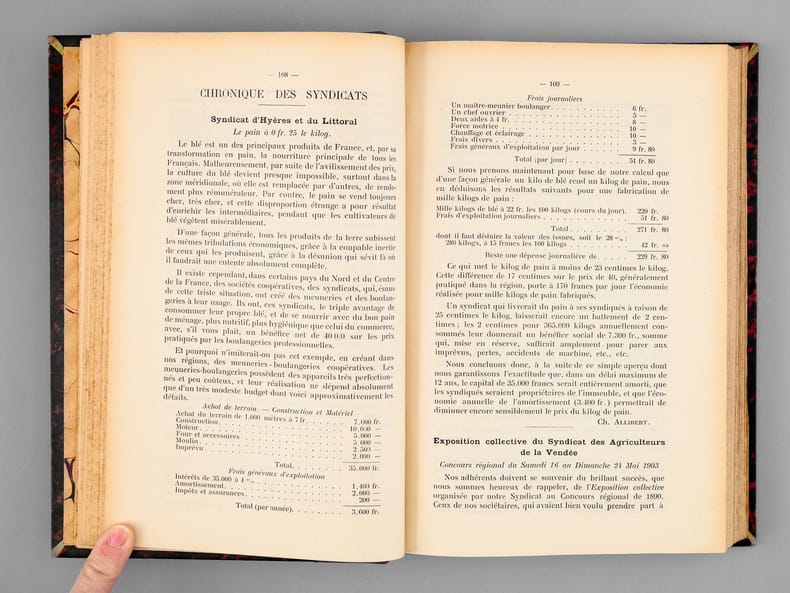 — 108 —
CHRONIQUE DES SYNDICATS
Syndicat d'Hyères et du Littoral
Le pain à 0 fr. 25 le kilog.
Le blé est un des principaux produits de France, et, par sa
transformation en pain, la nourriture principale de tous les
Français. Malheureusement, par suite de l'avilissement des prix,
la culture du blé devient presque impossible, surtout dans la
zone méridionale, où elle est remplacée par d'autres, de rende-
ment plus rémunérateur. Par contre, le pain se vend toujours
cher, très cher, et cette disproportion étrange a pour résultat
d'enrichir les intermédiaires, pendant que les cultivateurs de
blé végètent misérablement.
D'une façon générale, tous les produits de la terre subissent
les mêmes tribulations économiques, grâce à la coupable inertie
de ceux qui les produisent, grâce à la désunion qui sévit là où
il faudrait une entente absolument complète.
Il existe cependant, dans certains pays du Nord et du Centre
de la France, des sociétés coopératives, des syndicats, qui, émus
de cette triste situation, ont créé des meuneries et des boulan-
geries à leur usage. Ils ont, ces syndicats, le triple avantage de
consommer leur propre blé, et de se nourrir avec du bon pain
de ménage, plus nutritif, plus hygiénique que celui du commerce,
avec, s'il vous plait, un bénéfice net de 40 0/0 sur les prix
pratiqués par les boulangeries professionnelles.
Et pourquoi n'imiterait-on pas cet exemple, en créant dans
nos régions, des meuneries-boulangeries coopératives. Les
meuneries-boulangeries possèdent des appareils très perfection-
nés et peu coûteux, et leur réalisation ne dépend absolument
que d'un très modeste budget dont voici approximativement les
détails.
Achat de terrain. — Construction et Matériel
Achat du terrain de 1.000 mètres à 7 fr. 7,000 fr.
Construction. 10,000 —
Moteur. 5,000 —
Four et accessoires 5,000 —
Moulin. 2 500 —
Imprévu 2,000 —
Total. 35,000 fr.
Frais généraux d'exploitation
Intérêts de 35,000 à 4 %. 1,400 fr.
Amortissement. 2,000 —
Impôts et assurances. 200 —
Total (par année). 3,600 fr.
— 109 —
Frais journaliers
Un maître-meunier boulanger. 6 fr.
Un chef ouvrier 5 —
Deux aides à 4 fr. 8 —
Force motrice 10 —
Chauffage et éclairage 10 —
Frais divers 3 —
Frais généraux d'exploitation par jour 9 fr. 80
Total (par jour) 51 fr. 80
Si nous prenons maintenant pour base de notre calcul que
d'une façon générale un kilo de blé rend un kilog de pain, nous
en déduisons les résultats suivants pour une fabrication de
mille kilogs de pain :
Mille kilogs de blé à 22 fr. les 100 kilogs (cours du jour). 220 fr.
Frais d'exploitation journaliers 51 fr. 80
Total. 271 fr. 80
dont il faut déduire la valeur des issues, soit le 28 % :
280 kilogs, à 15 francs les 100 kilogs 42 fr. »»
Reste une dépense journalière de. 229 fr. 80
Ce qui met le kilog de pain à moins de 23 centimes le kilog.
Cette différence de 17 centimes sur le prix de 40, généralement
pratiqué dans la région, porte à 170 francs par jour l'économie
réalisée pour mille kilogs de pain fabriqués.
Un syndicat qui livrerait du pain à ses syndiqués à raison de
25 centimes le kilog, laisserait encore un battement de 2 cen-
times ; les 2 centimes pour 365.000 kilogs annuellement con-
sommés leur donnerait un bénéfice social de 7.300 fr., somme
qui, mise en réserve, suffirait amplement pour parer aux
imprévus, pertes, accidents de machine, etc., etc.
Nous concluons donc, à la suite de ce simple aperçu dont
nous garantissons l'exactitude que, dans un délai maximum de
12 ans, le capital de 35.000 francs serait entièrement amorti, que
les syndiqués seraient propriétaires de l'immeuble, et que l'éco-
nomie annuelle de l'amortissement (3.400 fr.) permettrait de
diminuer encore sensiblement le prix du kilog de pain.
Ch. ALLIBERT.
Exposition collective du Syndicat des Agriculteurs
de la Vendée
Concours régional du Samedi 16 au Dimanche 24 Mai 1903
Nos adhérents doivent se souvenir du brillant succès, que
nous sommes heureux de rappeler, de l'Exposition collective
organisée par notre Syndicat au Concours régional de 1890.
Ceux de nos sociétaires, qui avaient bien voulu prendre part à